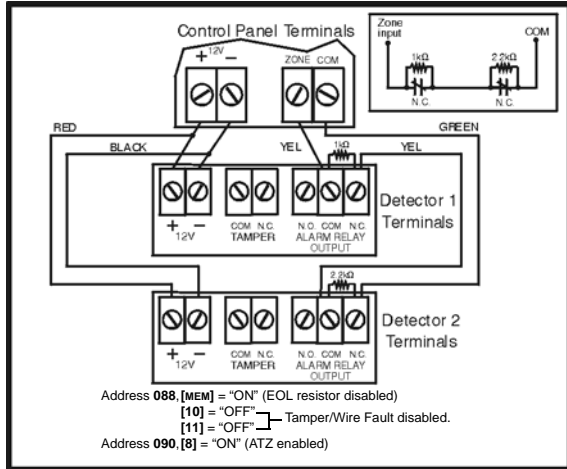 Control Panel Terminals
+ 12V –
ZONE COM
Zone input
COM
1kΩ
2.2kΩ
N.C.
N.C.
RED
BLACK
YEL
1kΩ
YEL
GREEN
Detector 1 Terminals
+ –
12V
COM N.C.
TAMPER
N.O. COM N.C.
ALARM RELAY
OUTPUT
2.2kΩ
Detector 2 Terminals
+ –
12V
COM N.C.
TAMPER
N.O. COM N.C.
ALARM RELAY
OUTPUT
Address 088, [MEM] = “ON” (EOL resistor disabled)
[10] = “OFF”
[11] = “OFF”
Tamper/Wire Fault disabled.
Address 090, [8] = “ON” (ATZ enabled)